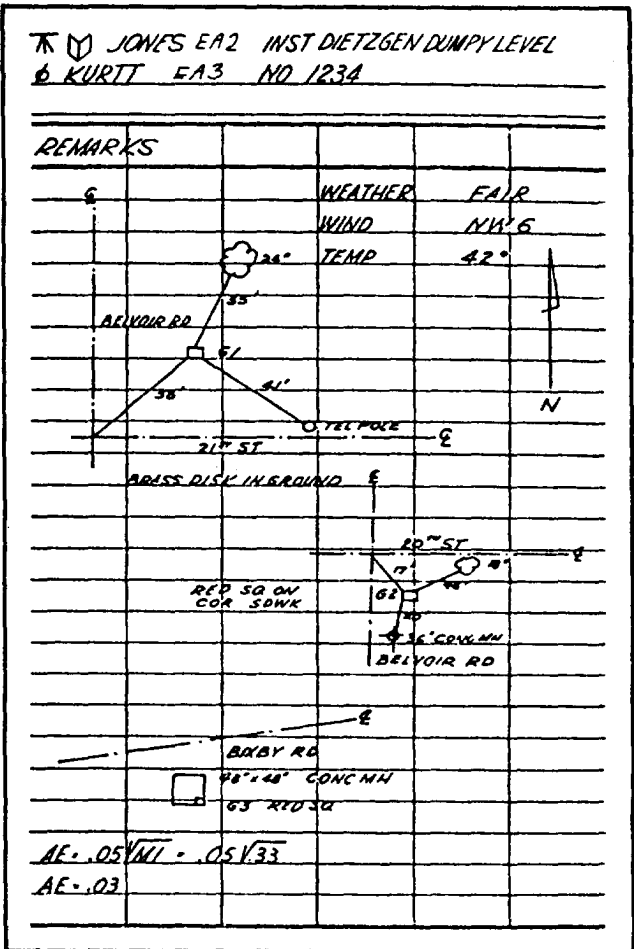 JONES EA2 INST DIETZGEN DUMPY LEVEL
KURTT EA3 NO 1234
REMARKS
℄
WEATHER FAIR
WIND NW 6
TEMP 42°
24"
35'
BELVOIR RD
61
38'
41'
N
TEL POLE
21ST ST
℄
BRASS DISK IN GROUND
℄
20TH ST
℄
17'
18"
RED SQ ON
COR SDWK
62
36" CONC MH
BELVOIR RD
℄
BIXBY RD
48" x 48" CONC MH
63 RED SQ
AE = .05√MI = .05√.33
AE = .03